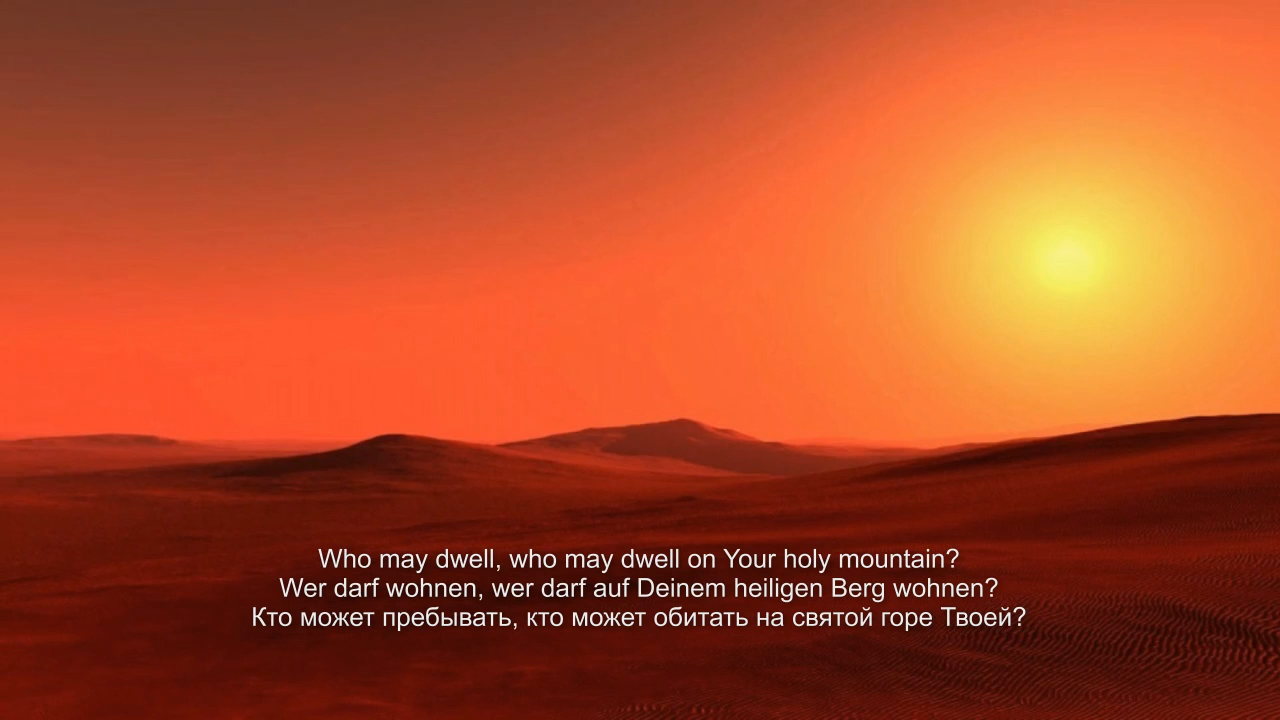 Who may dwell, who may dwell on Your holy mountain?
Wer darf wohnen, wer darf auf Deinem heiligen Berg wohnen?
Кто может пребывать, кто может обитать на святой горе Твоей?